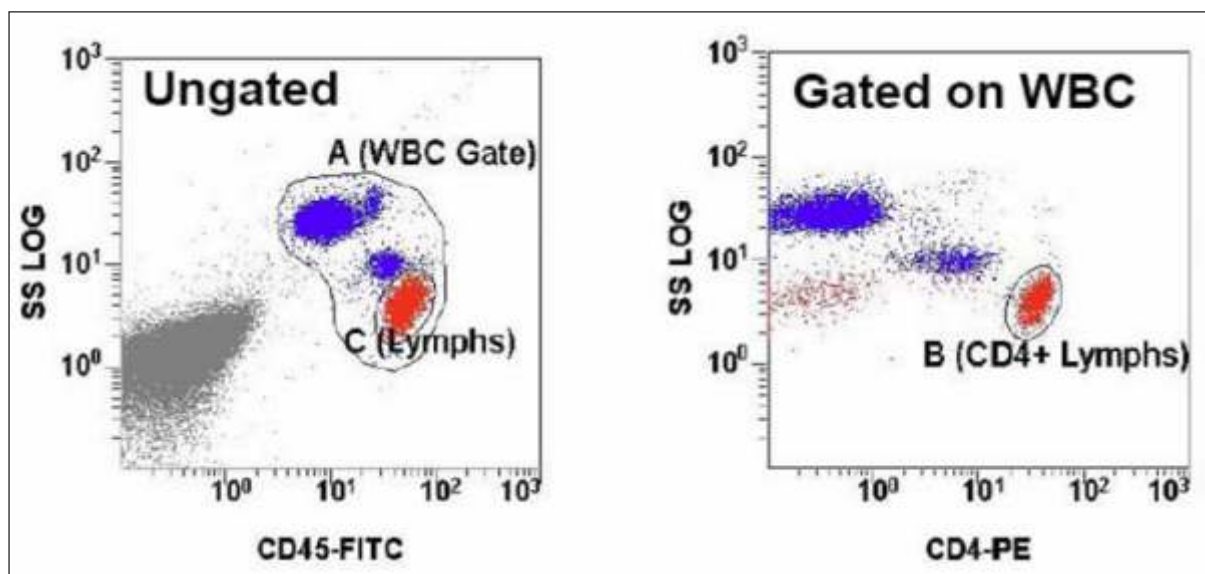 Ungated
A (WBC Gate)
C (Lymphs)
10³
10²
10¹
10⁰
SS LOG
10⁰ 10¹ 10² 10³
CD45-FITC
Gated on WBC
B (CD4+ Lymphs)
10³
10²
10¹
10⁰
SS LOG
10⁰ 10¹ 10² 10³
CD4-PE